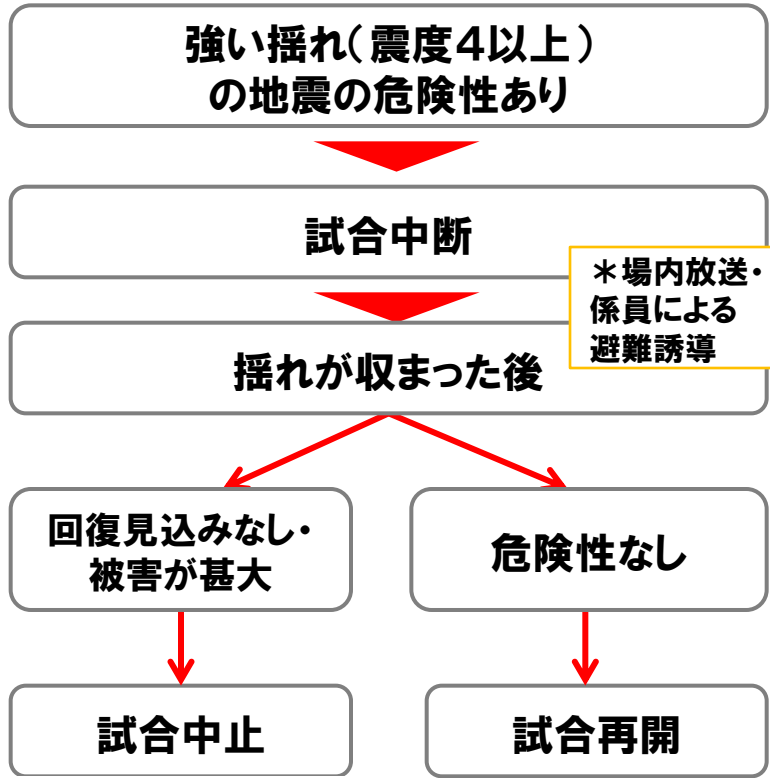 強い揺れ(震度4以上)
の地震の危険性あり
試合中断
＊場内放送・
係員による
避難誘導
揺れが収まった後
回復見込みなし・
被害が甚大
危険性なし
試合中止
試合再開